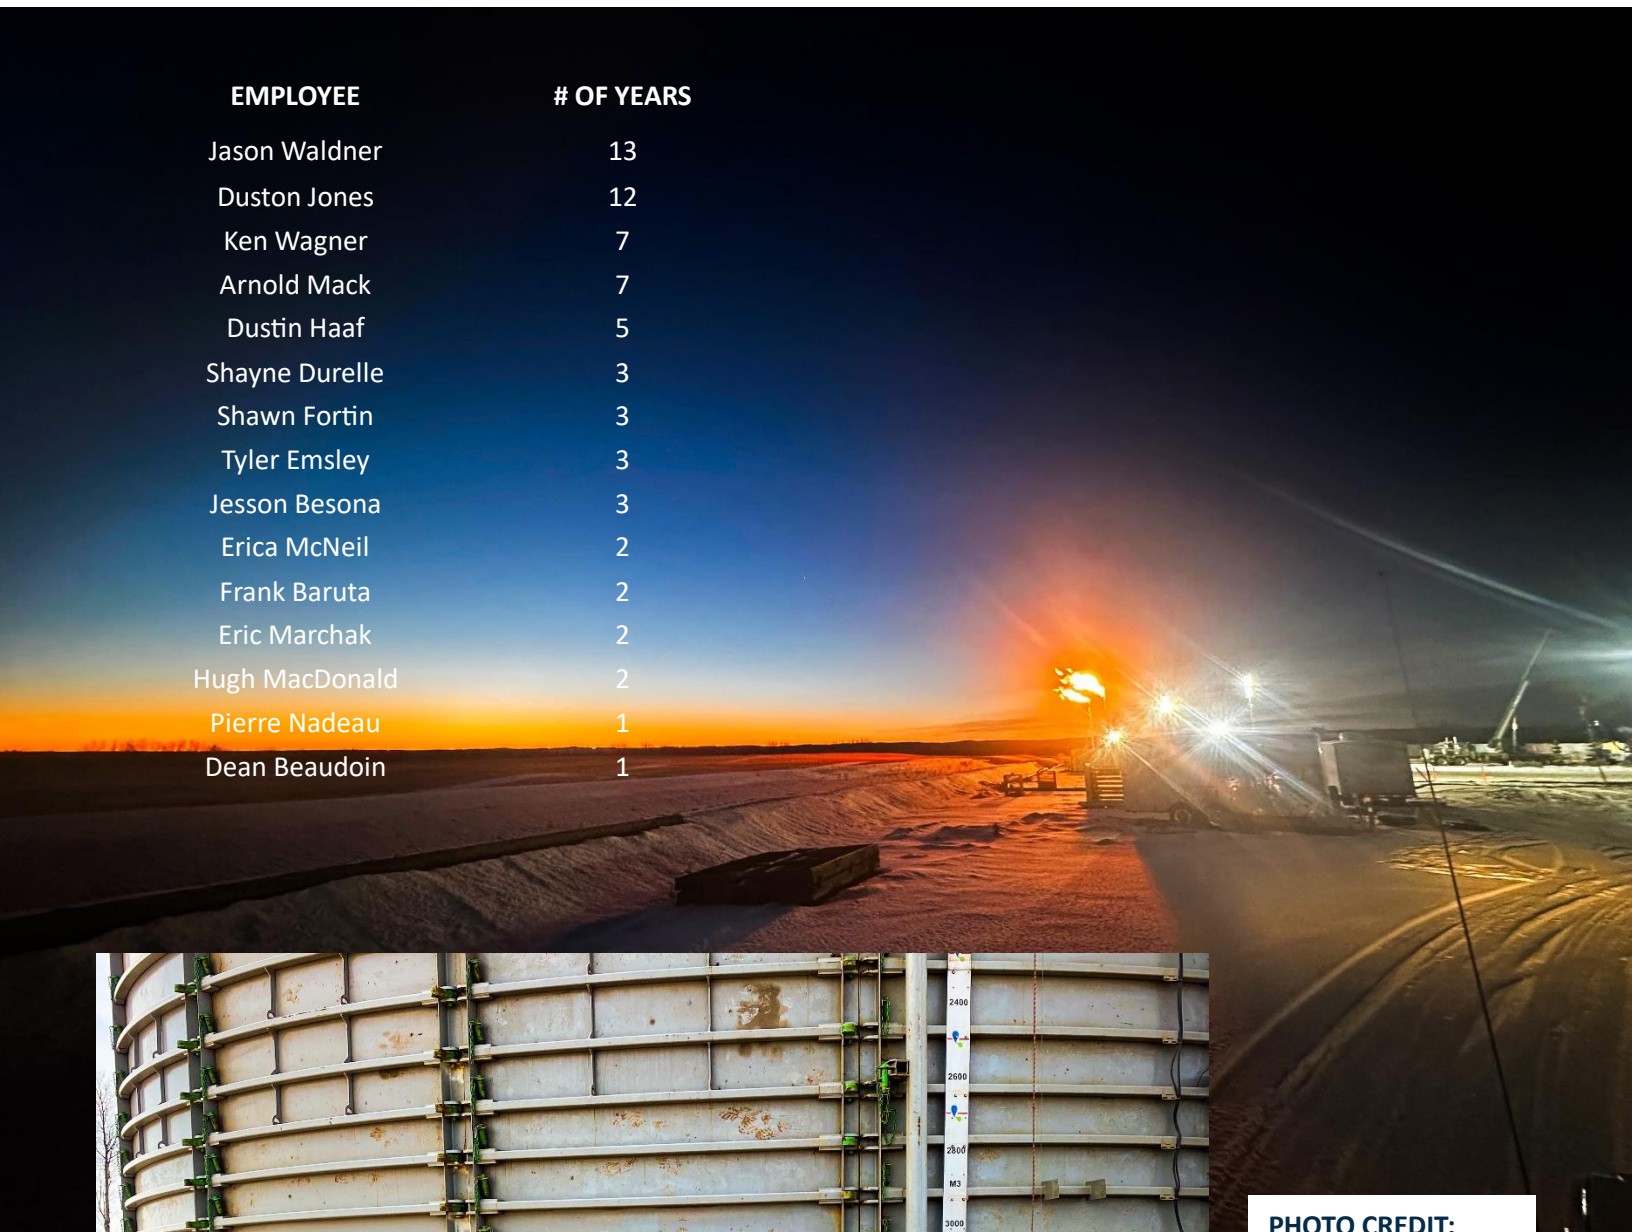 EMPLOYEE # OF YEARS
Jason Waldner 13
Duston Jones 12
Ken Wagner 7
Arnold Mack 7
Dustin Haaf 5
Shayne Durelle 3
Shawn Fortin 3
Tyler Emsley 3
Jesson Besona 3
Erica McNeil 2
Frank Baruta 2
Eric Marchak 2
Hugh MacDonald 2
Pierre Nadeau 1
Dean Beaudoin 1
2400
2600
2800
M3
3000
PHOTO CREDIT: